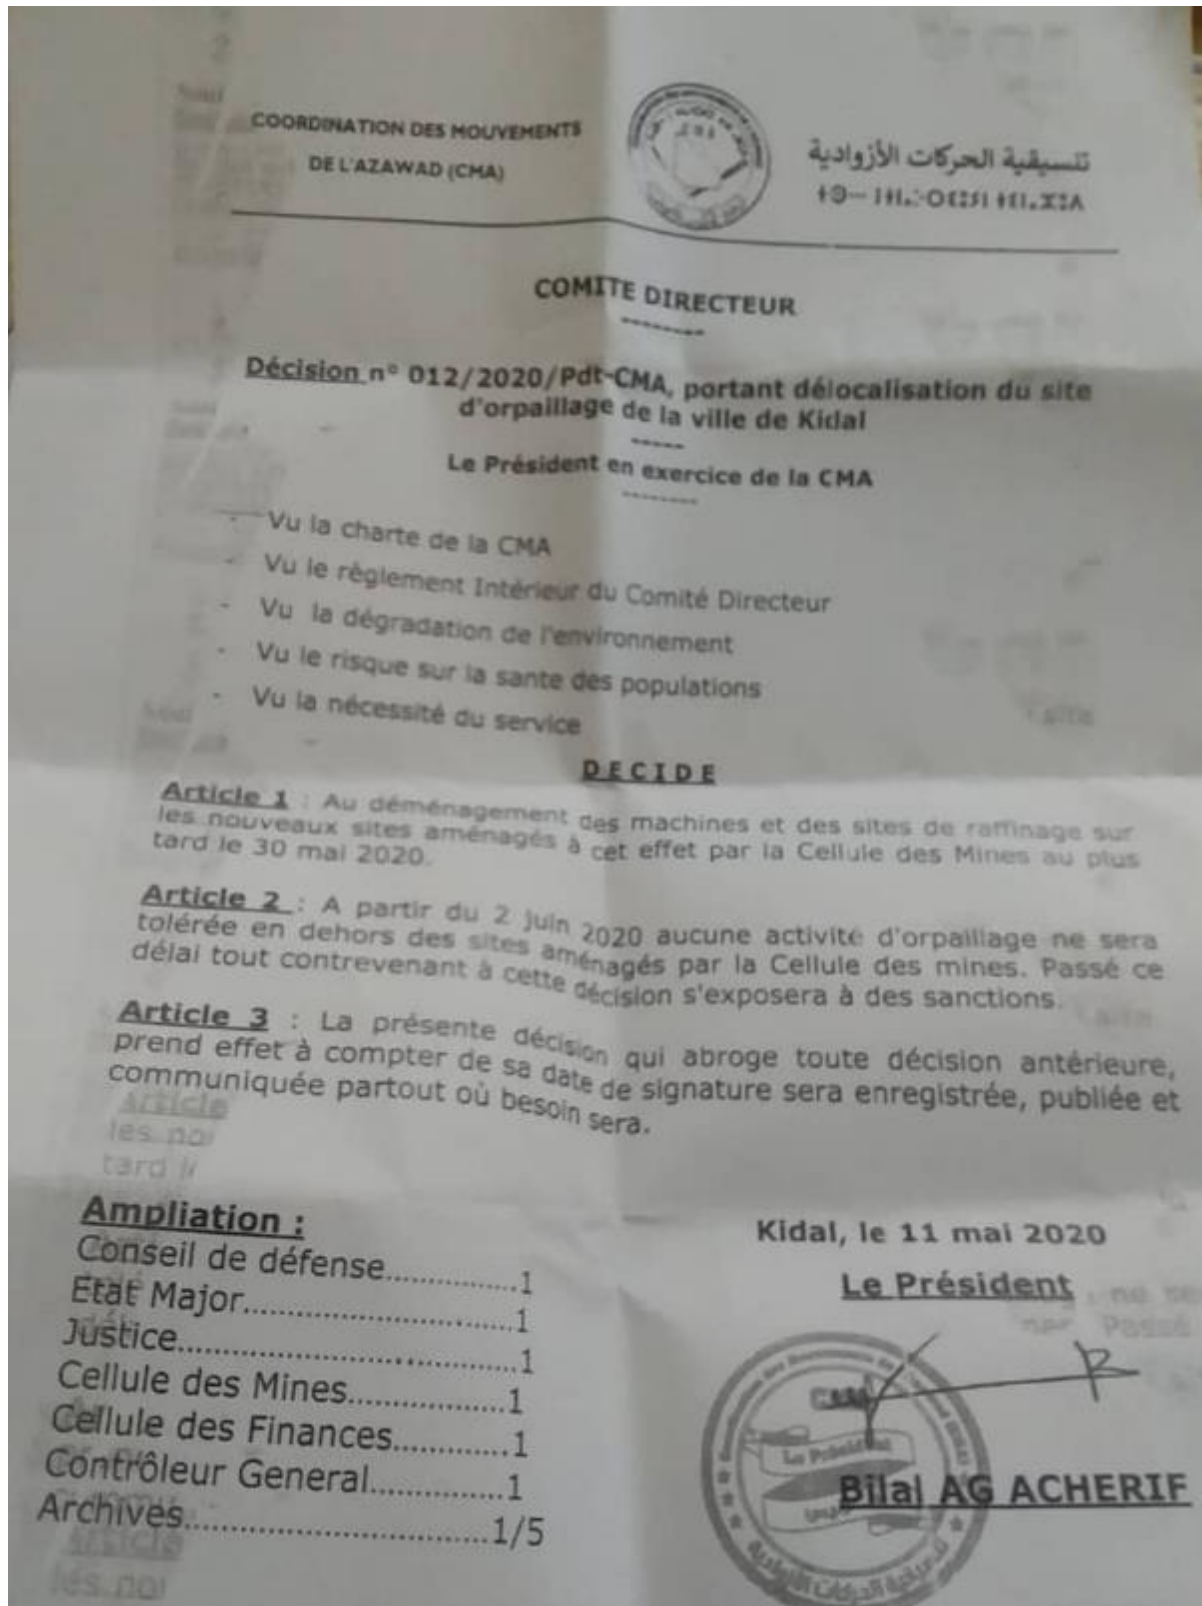 COORDINATION DES MOUVEMENTS
DE L'AZAWAD (CMA)
تنسيقية الحركات الأزوادية
COMITE DIRECTEUR
--------
Décision n° 012/2020/Pdt-CMA, portant délocalisation du site
d'orpaillage de la ville de Kidal
-----
Le Président en exercice de la CMA
--------
- Vu la charte de la CMA
- Vu le règlement Intérieur du Comité Directeur
- Vu la dégradation de l'environnement
- Vu le risque sur la sante des populations
- Vu la nécessité du service
DECIDE
Article 1 : Au déménagement des machines et des sites de raffinage sur
les nouveaux sites aménagés à cet effet par la Cellule des Mines au plus
tard le 30 mai 2020.
Article 2 : A partir du 2 juin 2020 aucune activité d'orpaillage ne sera
tolérée en dehors des sites aménagés par la Cellule des mines. Passé ce
délai tout contrevenant à cette décision s'exposera à des sanctions.
Article 3 : La présente décision qui abroge toute décision antérieure,
prend effet à compter de sa date de signature sera enregistrée, publiée et
communiquée partout où besoin sera.
Ampliation :
Conseil de défense...............1
Etat Major...............................1
Justice.......................................1
Cellule des Mines..................1
Cellule des Finances.............1
Contrôleur General...............1
Archives...................................1/5
Kidal, le 11 mai 2020
Le Président
Le Président
Bilal AG ACHERIF
تنسيقية الحركات الأزوادية